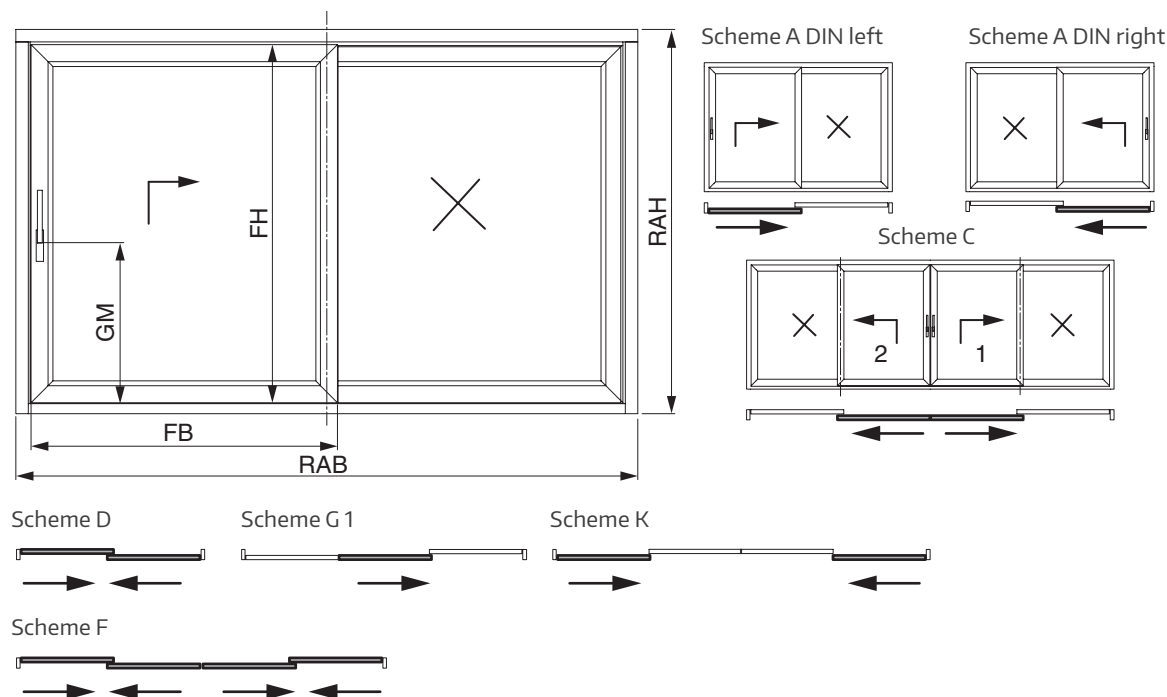 Scheme A DIN left
Scheme A DIN right
FH
RAH
GM
FB
RAB
Scheme C
2
1
Scheme D
Scheme G 1
Scheme K
Scheme F